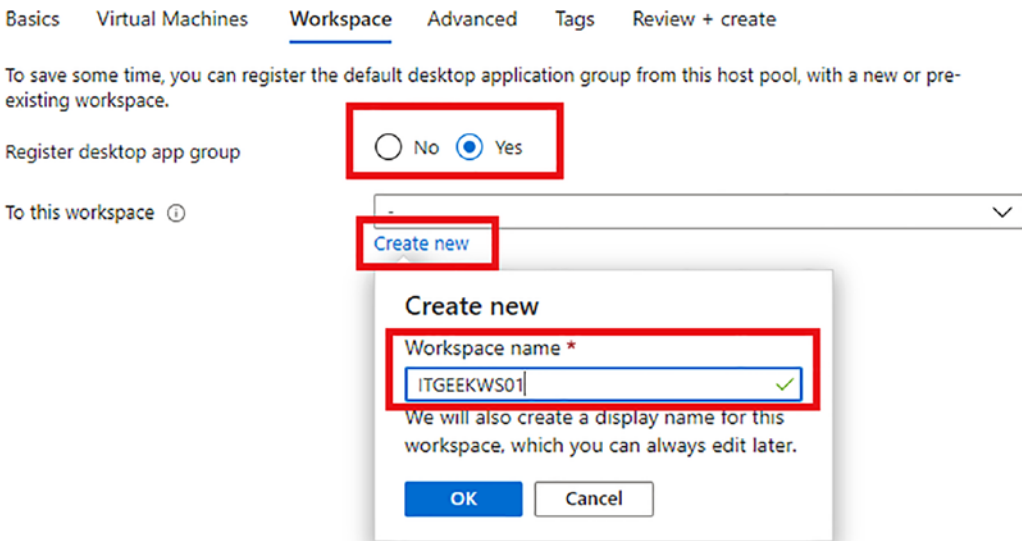 Basics Virtual Machines Workspace Advanced Tags Review + create
To save some time, you can register the default desktop application group from this host pool, with a new or pre-
existing workspace.
Register desktop app group No Yes
To this workspace -
Create new
Create new
Workspace name *
ITGEEKWS01
We will also create a display name for this
workspace, which you can always edit later.
OK Cancel